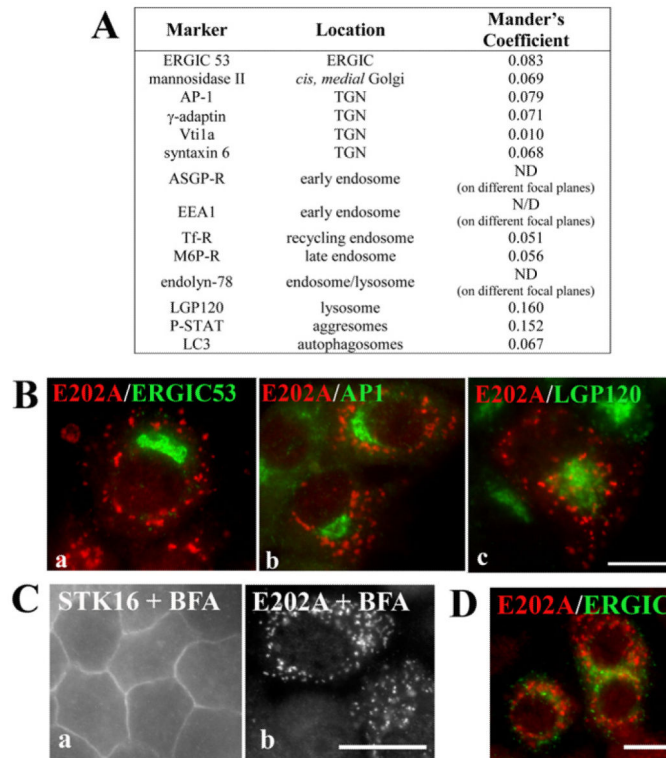 A
Marker Location Mander's Coefficient
ERGIC 53 ERGIC 0.083
mannosidase II cis, medial Golgi 0.069
AP-1 TGN 0.079
γ-adaptin TGN 0.071
Vti1a TGN 0.010
syntaxin 6 TGN 0.068
ASGP-R early endosome ND (on different focal planes)
EEA1 early endosome N/D (on different focal planes)
Tf-R recycling endosome 0.051
M6P-R late endosome 0.056
endolyn-78 endosome/lysosome ND (on different focal planes)
LGP120 lysosome 0.160
P-STAT aggresomes 0.152
LC3 autophagosomes 0.067
B
E202A/ERGIC53
a
E202A/AP1
b
E202A/LGP120
c
C
STK16 + BFA
a
E202A + BFA
b
D
E202A/ERGIC